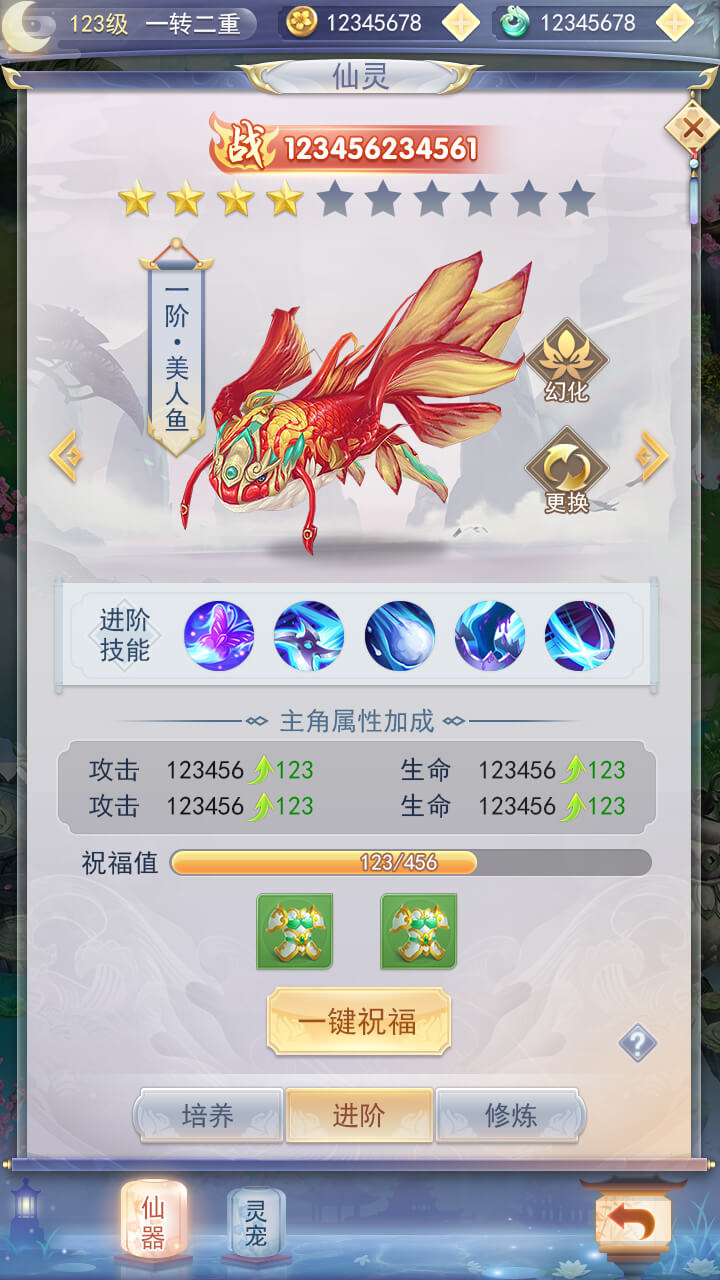 123级 一转二重 12345678 12345678
仙灵
战 123456234561
一阶·美人鱼
幻化
更换
进阶
技能
主角属性加成
攻击 123456 123 生命 123456 123
攻击 123456 123 生命 123456 123
祝福值 123/456
一键祝福
?
培养 进阶 修炼
仙器 灵宠